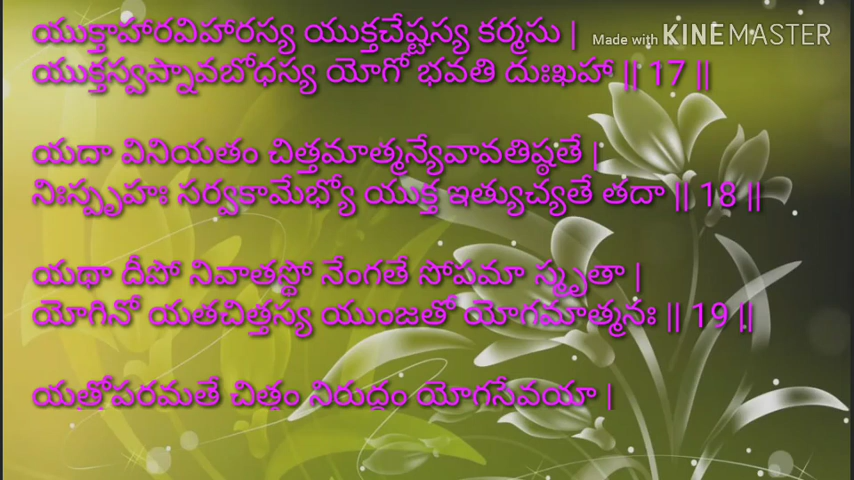 యుక్తాహారవిహారస్య యుక్తచేష్టస్య కర్మసు |
Made with KINEMASTER
యుక్తస్వప్నావబోధస్య యోగో భవతి దుఃఖహా || 17 ||
యదా వినియతం చిత్తమాత్మన్యేవావతిష్ఠతే |
నిఃస్పృహః సర్వకామేభ్యో యుక్త ఇత్యుచ్యతే తదా || 18 ||
యథా దీపో నివాతస్థో నేంగతే సోపమా స్మృతా |
యోగినో యతచిత్తస్య యుంజతో యోగమాత్మనః || 19 ||
యత్రోపరమతే చిత్తం నిరుద్ధం యోగసేవయా |